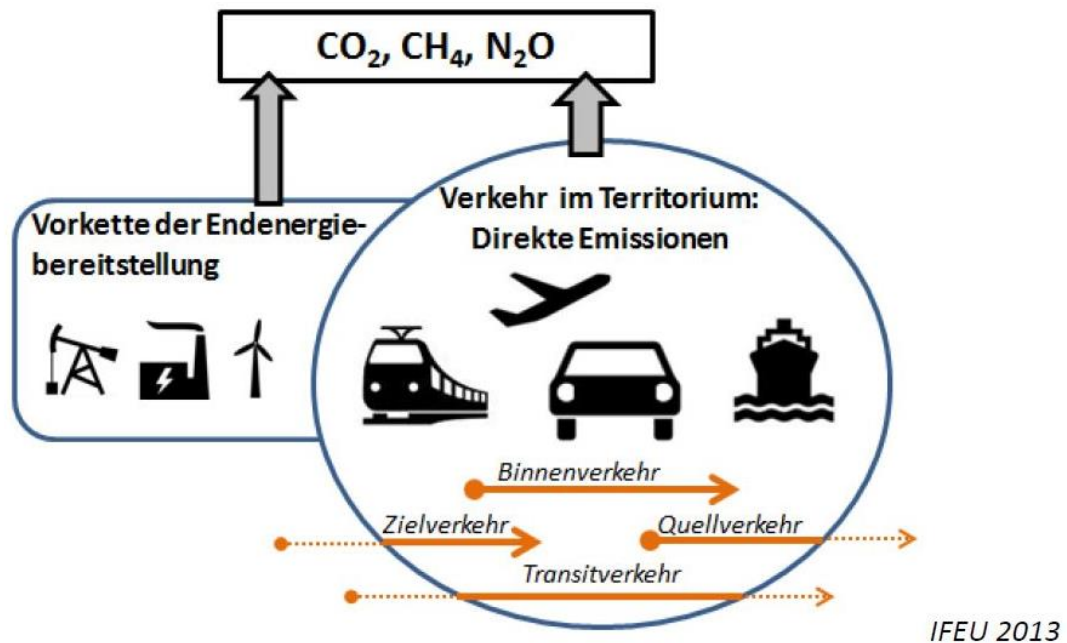 CO₂, CH₄, N₂O
Vorkette der Endenergie-
bereitstellung
Verkehr im Territorium:
Direkte Emissionen
Binnenverkehr
Zielverkehr
Quellverkehr
Transitverkehr
IFEU 2013